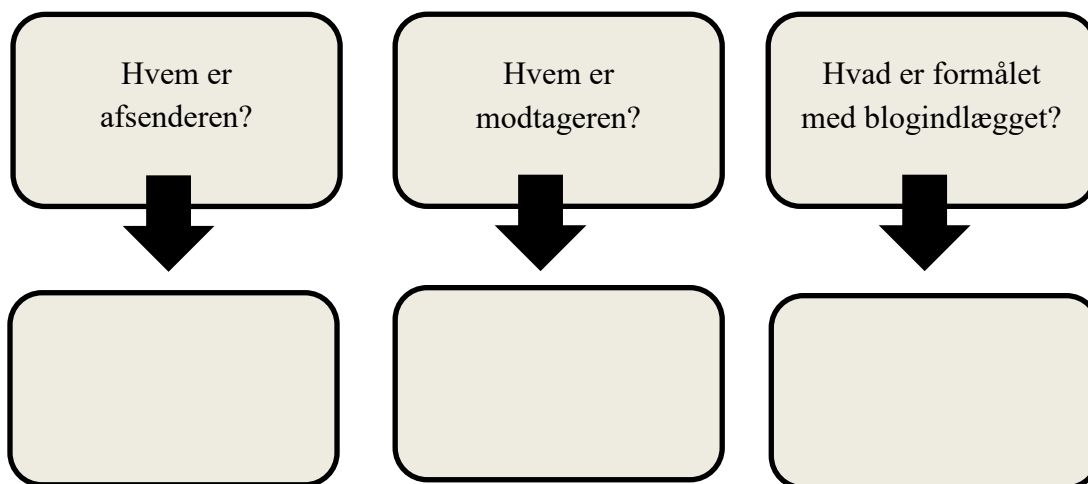 Hvem er
afsenderen?
Hvem er
modtageren?
Hvad er formålet
med blogindlægget?